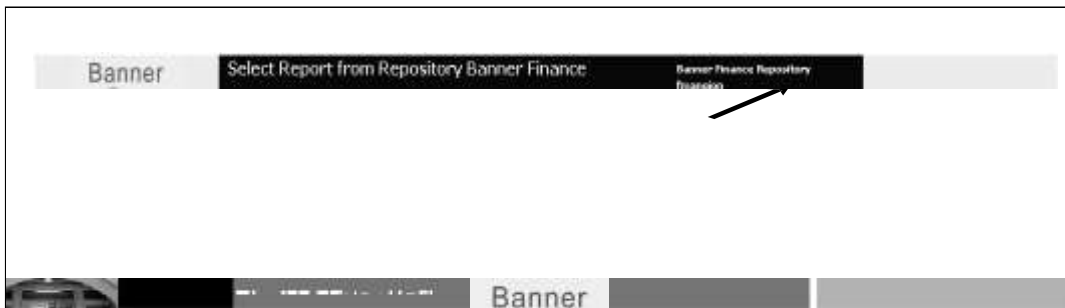 Banner
Select Report from Repository Banner Finance
Banner Finance Repository
Banner